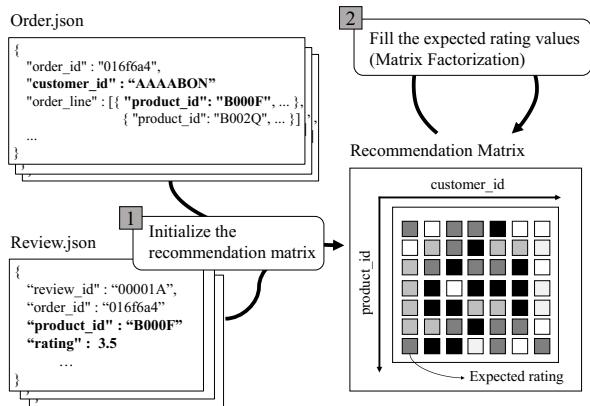 Order.json
{
"order_id" : "016f6a4",
"customer_id" : “AAAABON”
"order_line" : [{ "product_id": "B000F", ... },
{ "product_id": "B002Q", ... }]
...
}
Review.json
{
“review_id” : “00001A”,
“order_id” : “016f6a4”
“product_id” : “B000F”
“rating" : 3.5
...
}
1
Initialize the
recommendation matrix
2
Fill the expected rating values
(Matrix Factorization)
Recommendation Matrix
customer_id
product_id
Expected rating